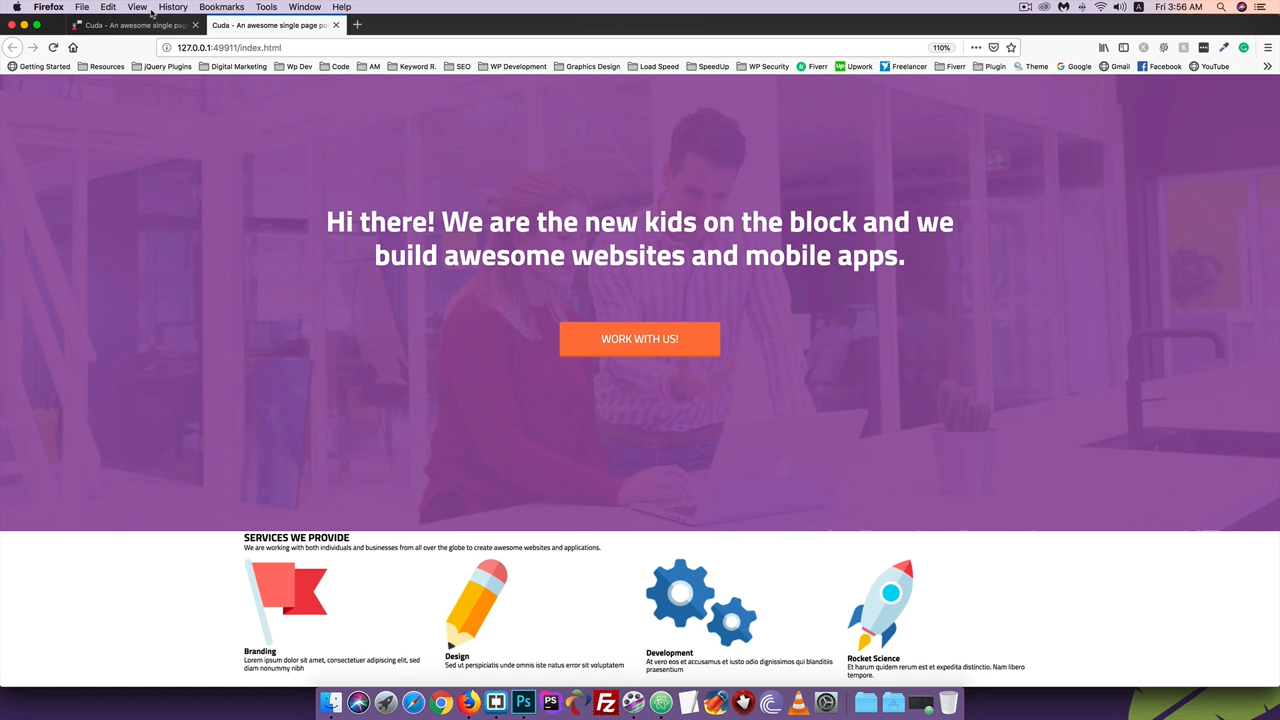 Firefox File Edit View History Bookmarks Tools Window Help A Fri 3:56 AM
Cuda - An awesome single pag Cuda - An awesome single page po
127.0.0.1:49911/index.html 110%
Getting Started Resources jQuery Plugins Digital Marketing Wp Dev Code AM Keyword R. SEO WP Development Graphics Design Load Speed SpeedUp WP Security Fiverr Upwork Freelancer Fiverr Plugin Theme Google Gmail Facebook YouTube
Hi there! We are the new kids on the block and we
build awesome websites and mobile apps.
WORK WITH US!
SERVICES WE PROVIDE
We are working with both individuals and businesses from all over the globe to create awesome websites and applications.
Branding
Lorem ipsum dolor sit amet, consectetuer adipiscing elit, sed
diam nonummy nibh
Design
Sed ut perspiciatis unde omnis iste natus error sit voluptatem
Development
At vero eos et accusamus et iusto odio dignissimos qui blanditiis
praesentium
Rocket Science
Et harum quidem rerum est et expedita distinctio. Nam libero
tempore.
Ps PS Fz